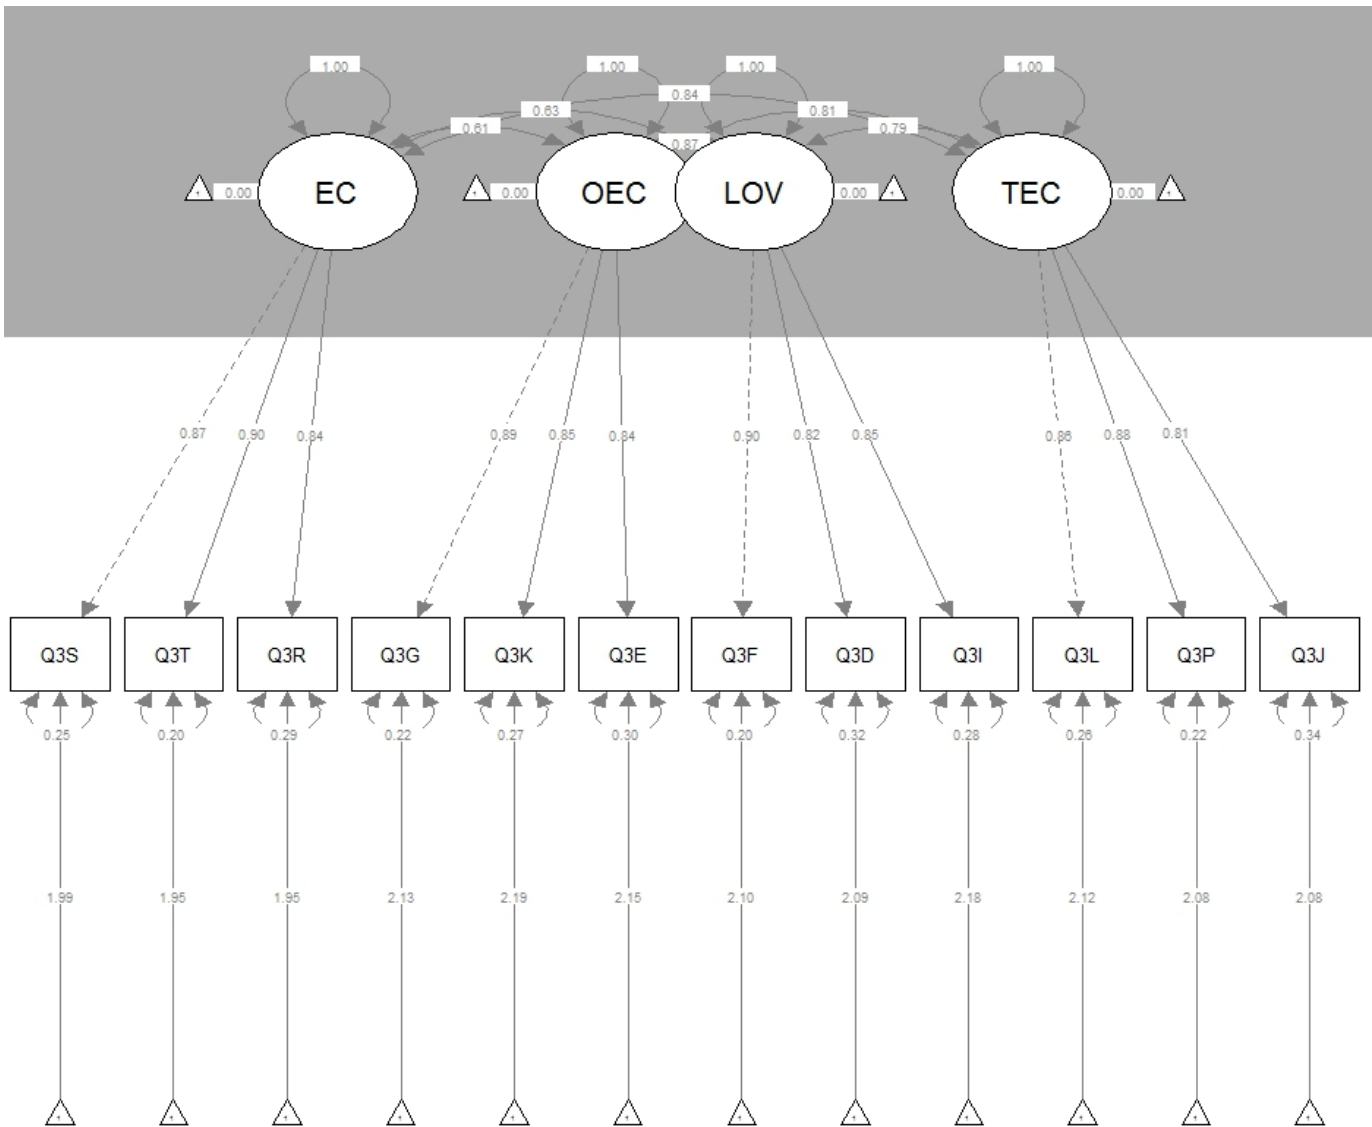 1.00 1.00 1.00 1.00
0.84
0.63 0.81
0.61 0.79
0.87
0.00 EC 0.00 OEC LOV 0.00 TEC 0.00
0.87 0.90 0.84 0.89 0.85 0.84 0.90 0.82 0.85 0.86 0.88 0.81
Q3S Q3T Q3R Q3G Q3K Q3E Q3F Q3D Q3I Q3L Q3P Q3J
0.25 0.20 0.29 0.22 0.27 0.30 0.20 0.32 0.28 0.26 0.22 0.34
1.99 1.95 1.95 2.13 2.19 2.15 2.10 2.09 2.18 2.12 2.08 2.08